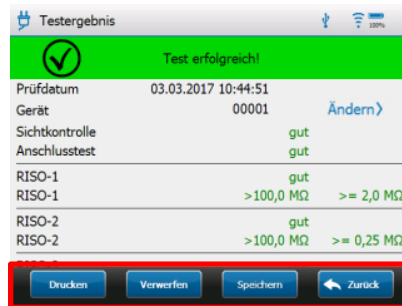 Testergebnis 100%
Test erfolgreich!
Prüfdatum 03.03.2017 10:44:51
Gerät 00001 Ändern
Sichtkontrolle gut
Anschlusstest gut
RISO-1 gut
RISO-1 >100,0 MΩ >= 2,0 MΩ
RISO-2 gut
RISO-2 >100,0 MΩ >= 0,25 MΩ
Drucken Verwerfen Speichern Zurück